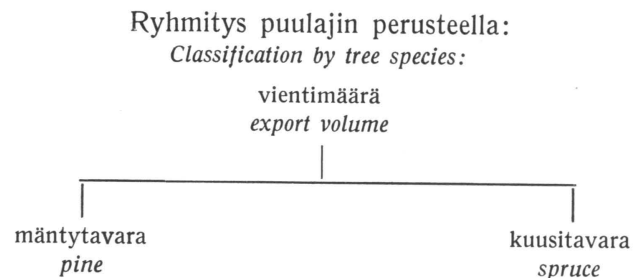 Ryhmitys puulajin perusteella:
Classification by tree species:
vientimäärä
export volume
mäntytavara
pine
kuusitavara
spruce